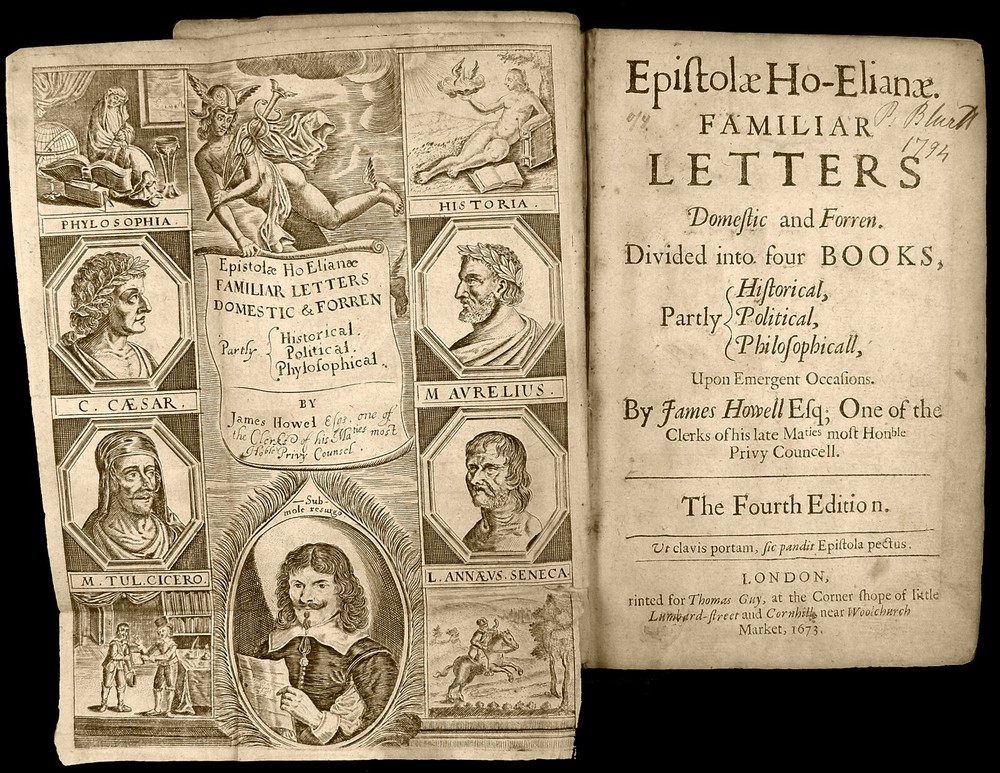 PHYLOSOPHIA.
HISTORIA.
Epistolæ Ho Elianæ
FAMILIAR LETTERS
DOMESTIC & FORREN
Partly { Historical.
Political.
Phylosophical.
BY
James Howel Esqr. one of
the Clerks of his Maties most
Hoble Privy Counsel.
C. CÆSAR.
M AVRELIUS.
M. TUL. CICERO.
L. ANNÆVS. SENECA
Sub
mole resurgo
Epiſtolæ Ho-Elianæ.
P. Blurtt
1794
FAMILIAR
LETTERS
Domeſtic and Forren.
Divided into four BOOKS,
Partly { Hiſtorical,
Political,
Philoſophicall,
Upon Emergent Occaſions.
By James Howell Eſq; One of the
Clerks of his late Maties moſt Honble
Privy Councell.
The Fourth Edition.
Ut clavis portam, ſic pandit Epiſtola pectus.
LONDON,
rinted for Thomas Guy, at the Corner ſhope of little
Lumbard-ſtreet and Cornhill, near Woolchurch
Market, 1673.